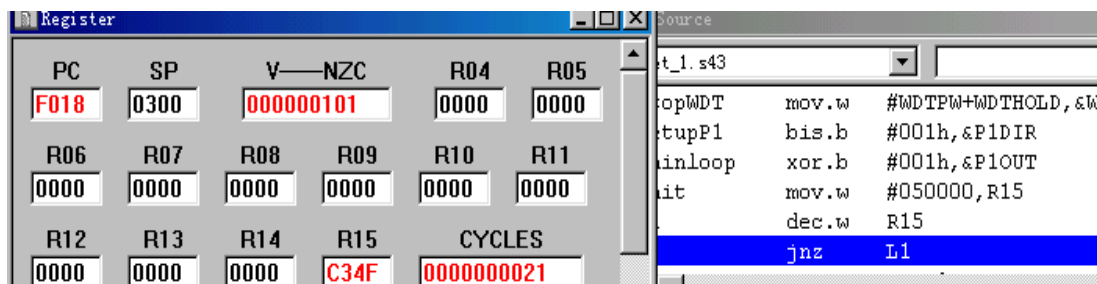 Register
PC SP V——NZC R04 R05
F018 0300 000000101 0000 0000
R06 R07 R08 R09 R10 R11
0000 0000 0000 0000 0000 0000
R12 R13 R14 R15 CYCLES
0000 0000 0000 C34F 0000000021
Source
et_1.s43
opWDT mov.w #WDTPW+WDTHOLD,&W
tupP1 bis.b #001h,&P1DIR
inloop xor.b #001h,&P1OUT
it mov.w #050000,R15
dec.w R15
jnz L1